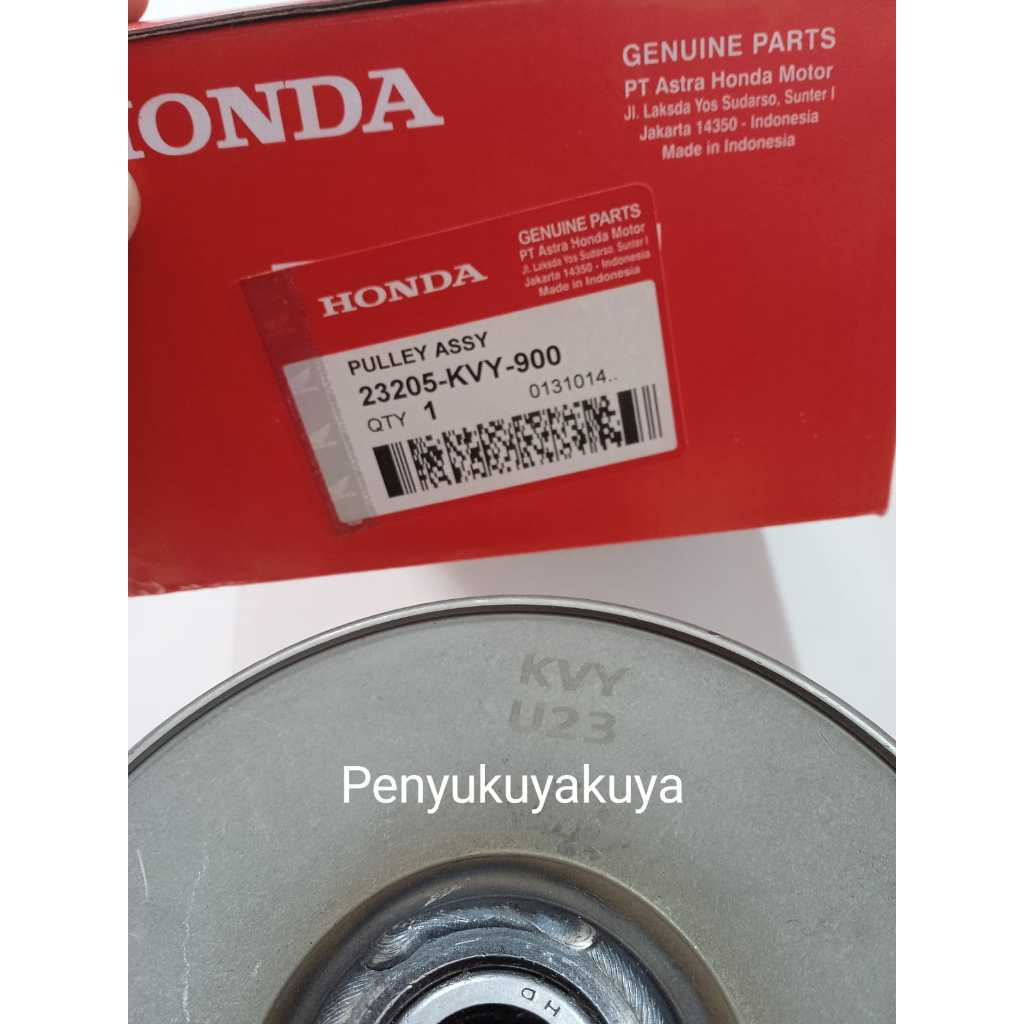 HONDA
GENUINE PARTS
PT Astra Honda Motor
Jl. Laksda Yos Sudarso, Sunter I
Jakarta 14350 - Indonesia
Made in Indonesia
HONDA
GENUINE PARTS
PT Astra Honda Motor
Jl. Laksda Yos Sudarso, Sunter I
Jakarta 14350 - Indonesia
Made in Indonesia
PULLEY ASSY
23205-KVY-900
QTY 1
0131014..
KVY
U23
Penyukuyakuya
HD